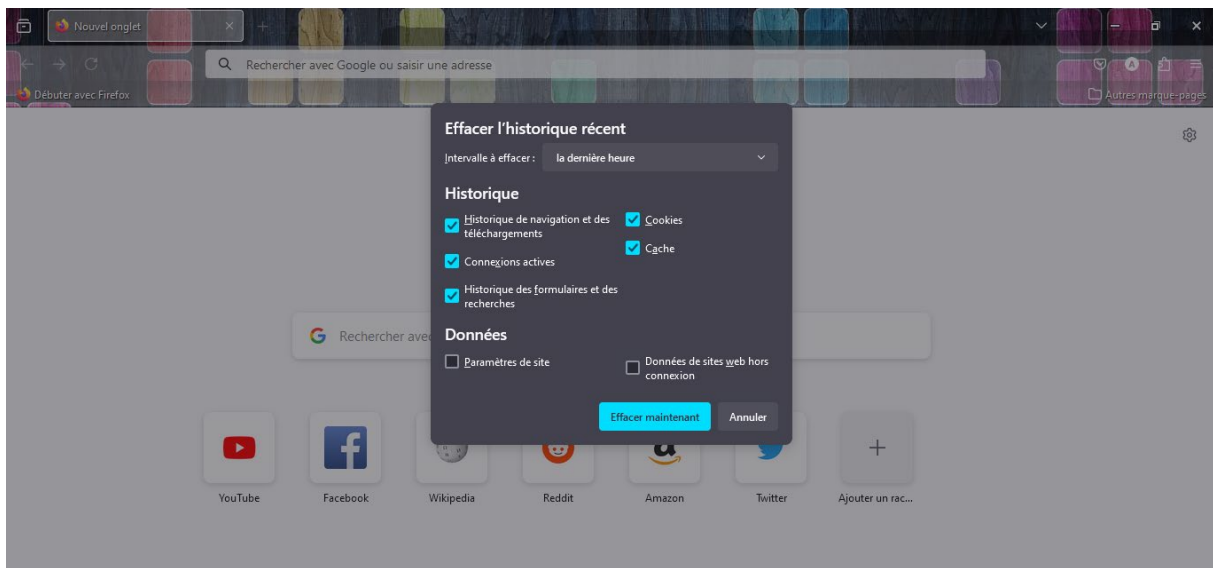 Nouvel onglet
Rechercher avec Google ou saisir une adresse
Débuter avec Firefox
Autres marque-pages
Effacer l’historique récent
Intervalle à effacer : la dernière heure
Historique
Historique de navigation et des
téléchargements
Cookies
Cache
Connexions actives
Historique des formulaires et des
recherches
Données
Paramètres de site
Données de sites web hors
connexion
Effacer maintenant
Annuler
G Rechercher avec
YouTube
Facebook
Wikipedia
Reddit
Amazon
Twitter
Ajouter un rac...